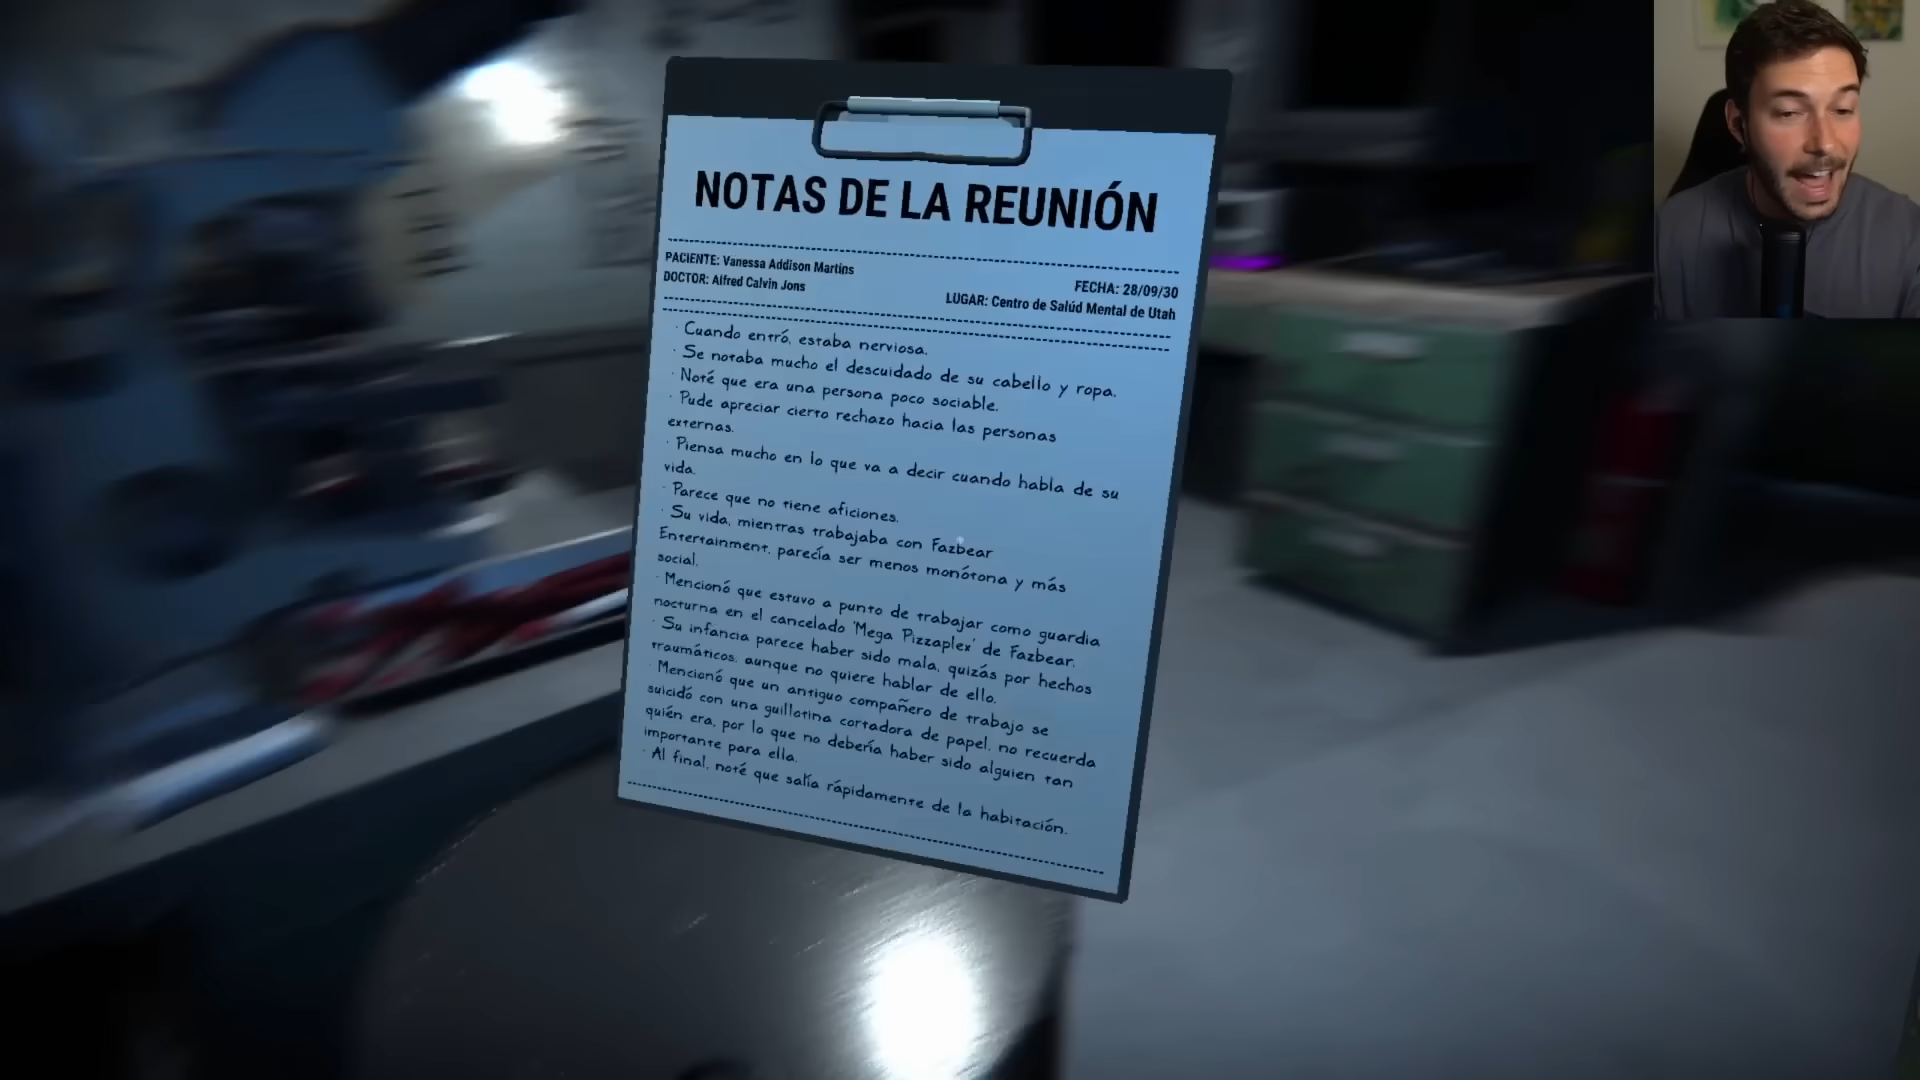 NOTAS DE LA REUNIÓN
PACIENTE: Vanessa Addison Martins
DOCTOR: Alfred Calvin Jons
FECHA: 28/09/30
LUGAR: Centro de Salúd Mental de Utah
· Cuando entró, estaba nerviosa.
· Se notaba mucho el descuidado de su cabello y ropa.
· Noté que era una persona poco sociable.
· Pude apreciar cierto rechazo hacia las personas
externas.
· Piensa mucho en lo que va a decir cuando habla de su
vida.
· Parece que no tiene aficiones.
· Su vida, mientras trabajaba con Fazbear
Entertainment, parecía ser menos monótona y más
social.
· Mencionó que estuvo a punto de trabajar como guardia
nocturna en el cancelado 'Mega Pizzaplex' de Fazbear.
· Su infancia parece haber sido mala, quizás por hechos
traumáticos, aunque no quiere hablar de ello.
· Mencionó que un antiguo compañero de trabajo se
suicidó con una guillotina cortadora de papel, no recuerda
quién era, por lo que no debería haber sido alguien tan
importante para ella.
· Al final, noté que salía rápidamente de la habitación.